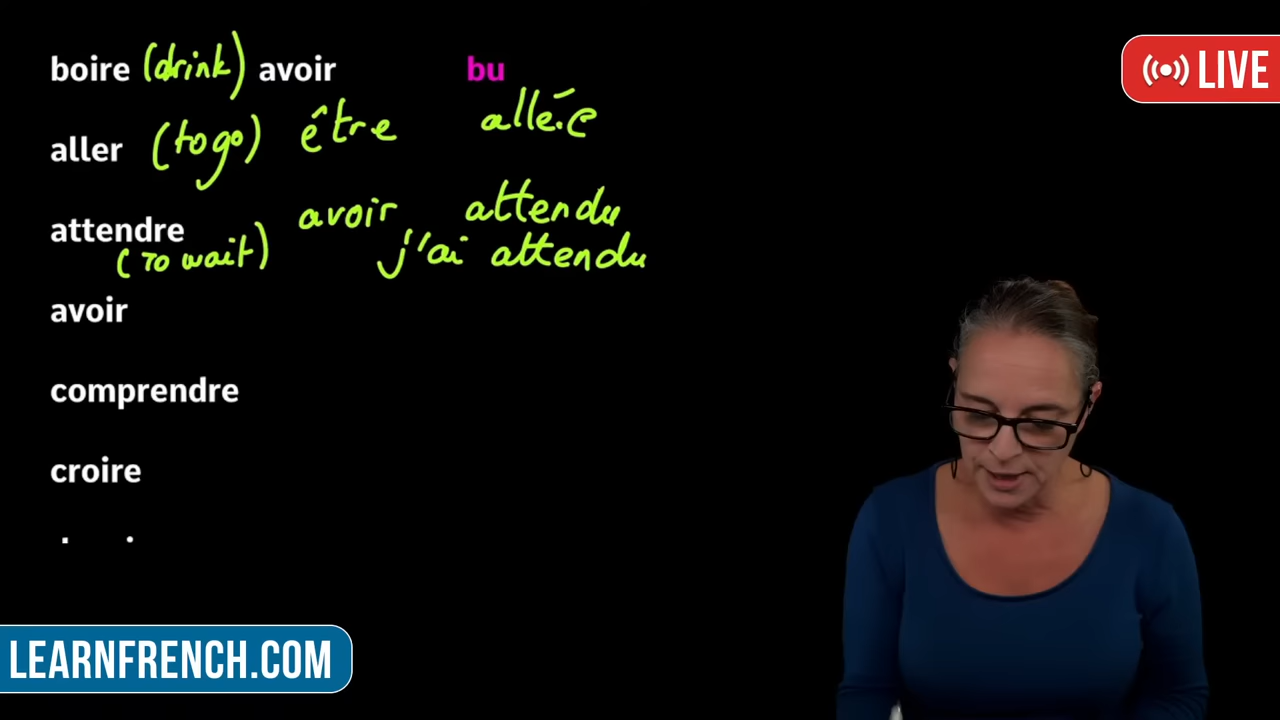 boire (drink) avoir bu
aller (to go) être allé.e
attendre avoir attendu
(To wait) j'ai attendu
avoir
comprendre
croire
LIVE
LEARNFRENCH.COM